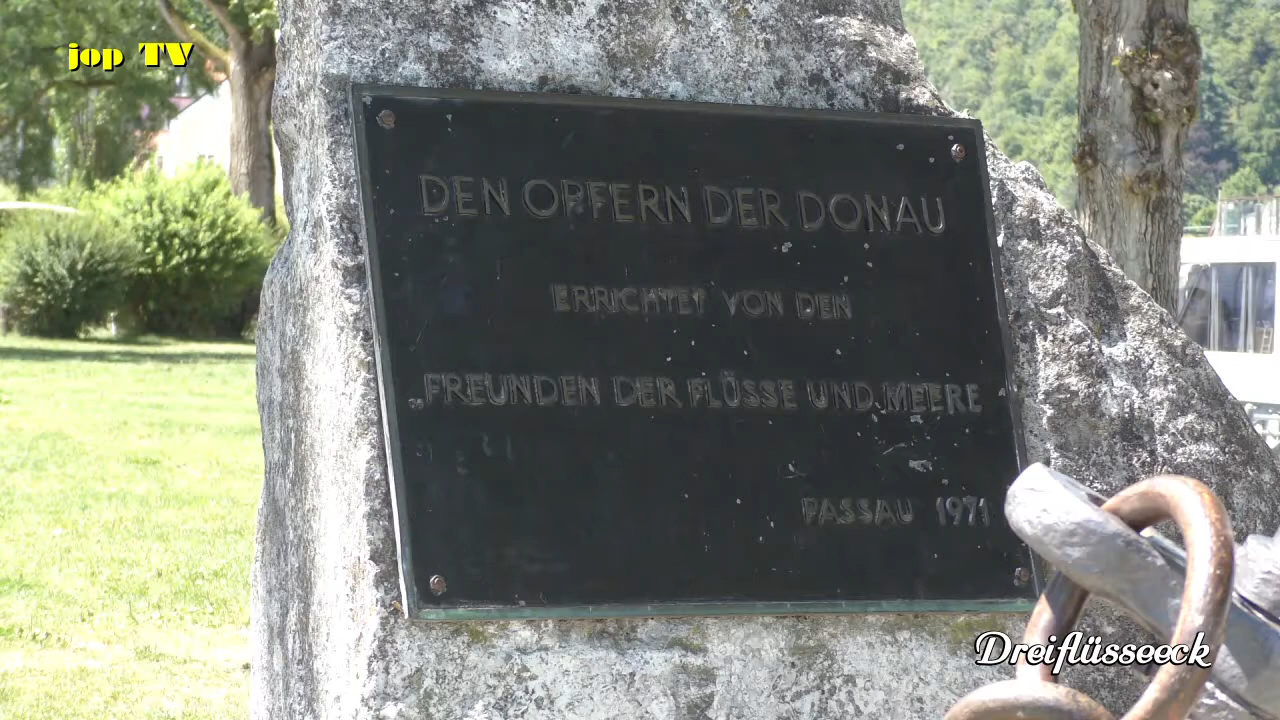 jop TV
DEN OPFERN DER DONAU
ERRICHTET VON DEN
FREUNDEN DER FLÜSSE UND MEERE
PASSAU 1971
Dreiflüsseeck